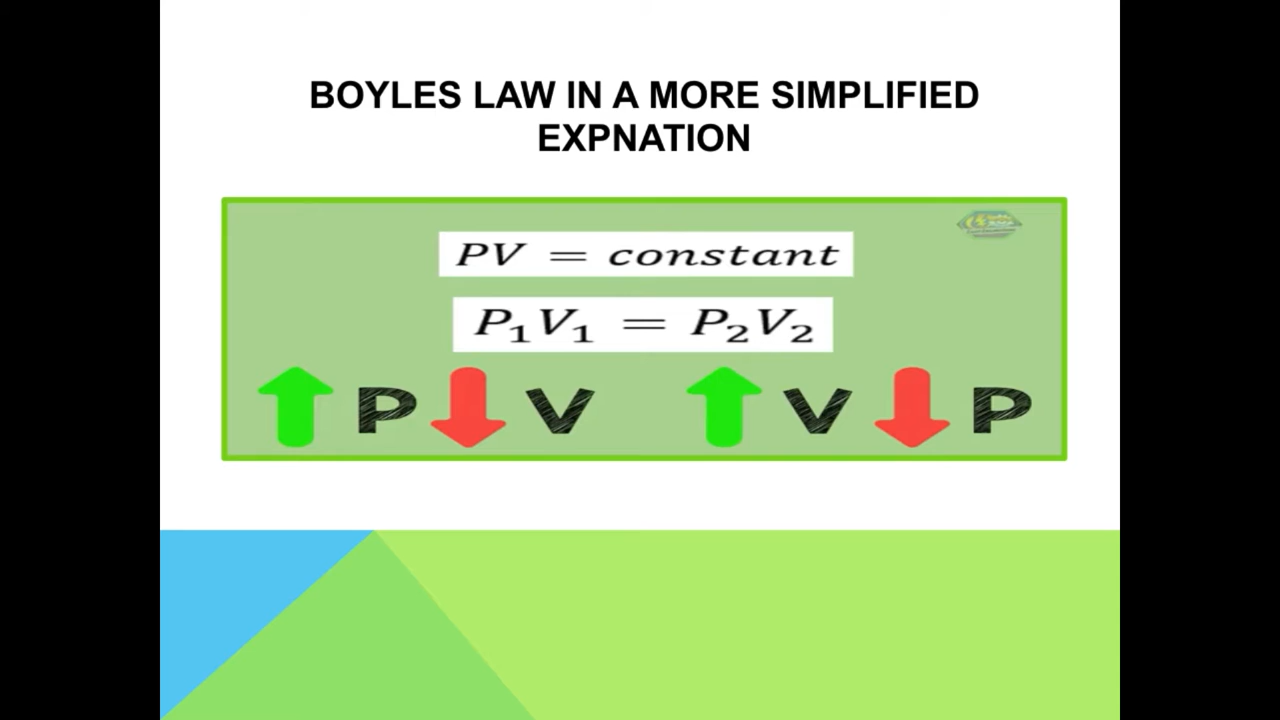 BOYLES LAW IN A MORE SIMPLIFIED
EXPNATION
PV = constant
P₁V₁ = P₂V₂
P V V P